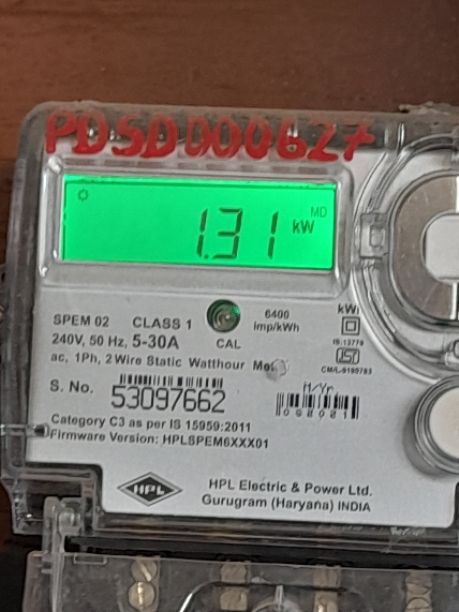 PDSD000627
MD
1.31 kW
SPEM 02 CLASS 1
6400
imp/kWh
240V, 50 Hz, 5-30A
CAL
IS:13779
ac, 1Ph, 2 Wire Static Watthour
CM/L-9160763
S. No. 53097662
M/Yr.
Category C3 as per IS 15959:2011
Firmware Version: HPLSPEM6XXX01
HPL
HPL Electric & Power Ltd.
Gurugram (Haryana) INDIA